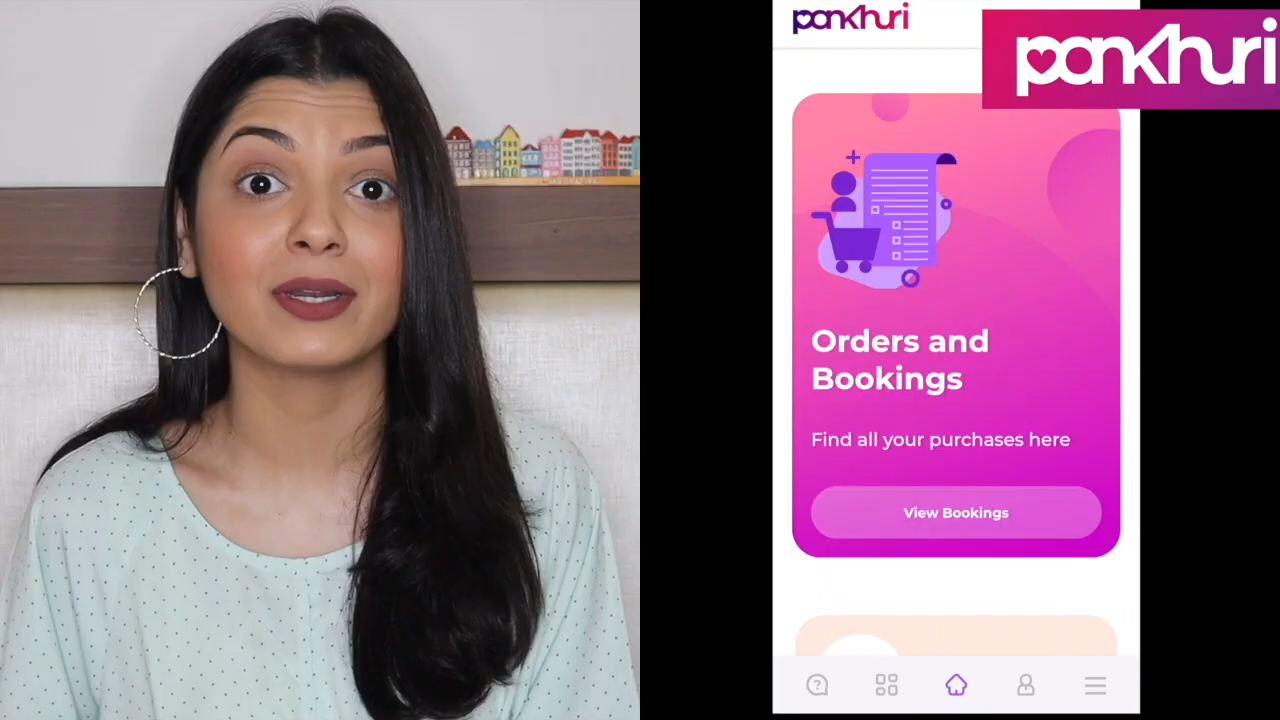 pankhuri
pankhuri
Orders and
Bookings
Find all your purchases here
View Bookings